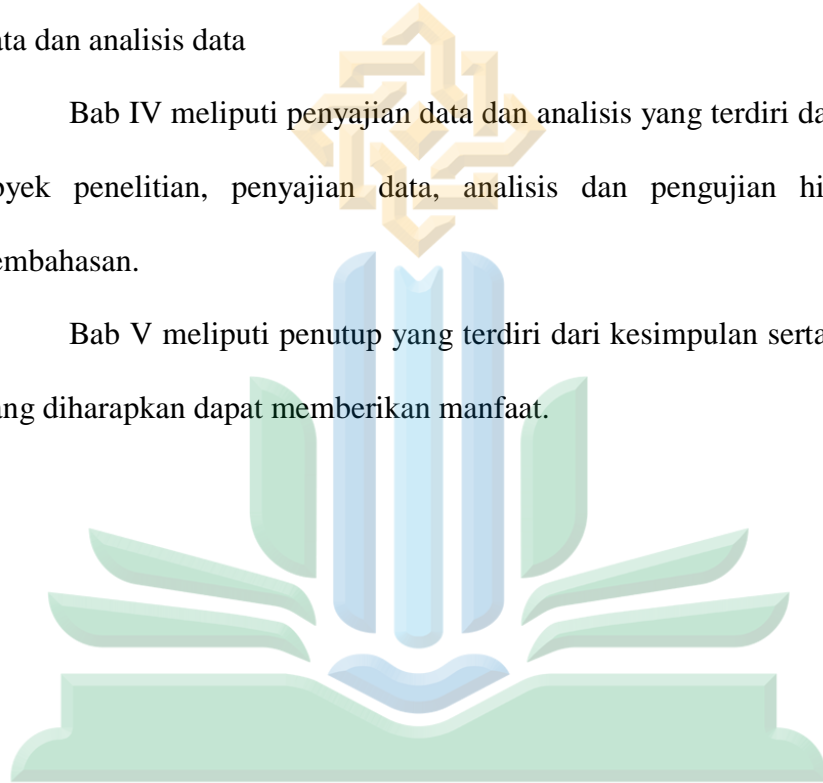 ata dan analisis data
Bab IV meliputi penyajian data dan analisis yang terdiri da
penelitian, penyajian data, analisis dan pengujian hi
embahasan.
Bab V meliputi penutup yang terdiri dari kesimpulan serta
ang diharapkan dapat memberikan manfaat.